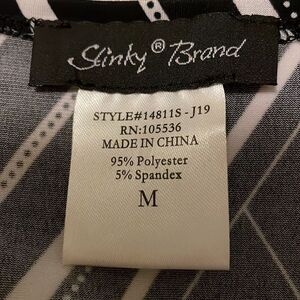 Slinky® Brand
STYLE#14811S - J19
RN:105536
MADE IN CHINA
95% Polyester
5% Spandex
M